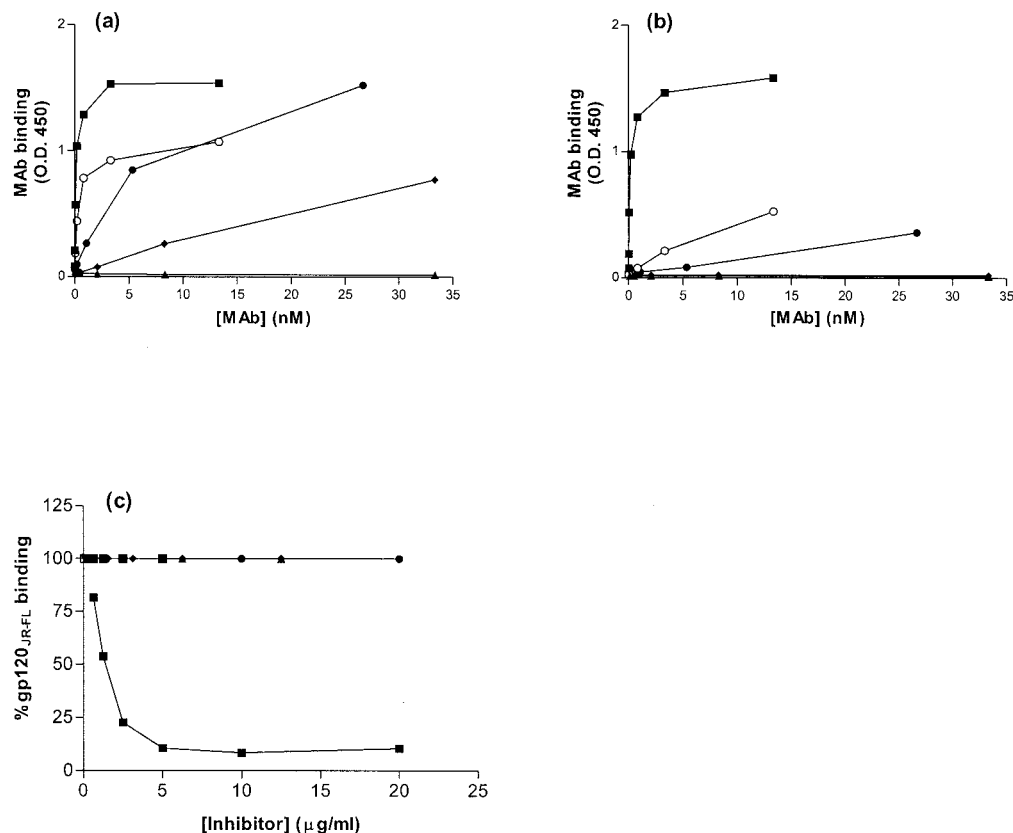 (a)
2
1
0
MAb binding
(O.D. 450)
0 5 10 15 20 25 30 35
[MAb] (nM)
(b)
2
1
0
MAb binding
(O.D. 450)
0 5 10 15 20 25 30 35
[MAb] (nM)
(c)
125
100
75
50
25
0
%gp120JR-FL binding
0 5 10 15 20 25
[Inhibitor] (μg/ml)